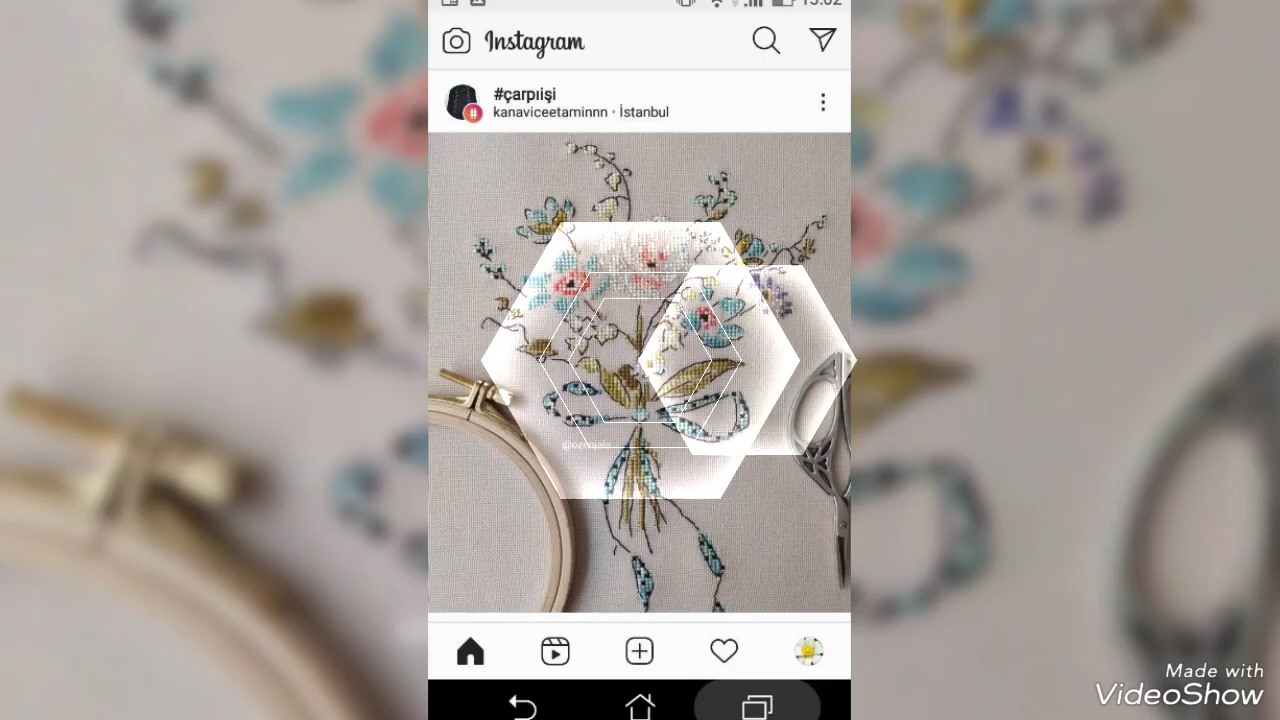 Instagram
#çarpıişi
kanaviceetaminnn • İstanbul
Made with
VideoShow